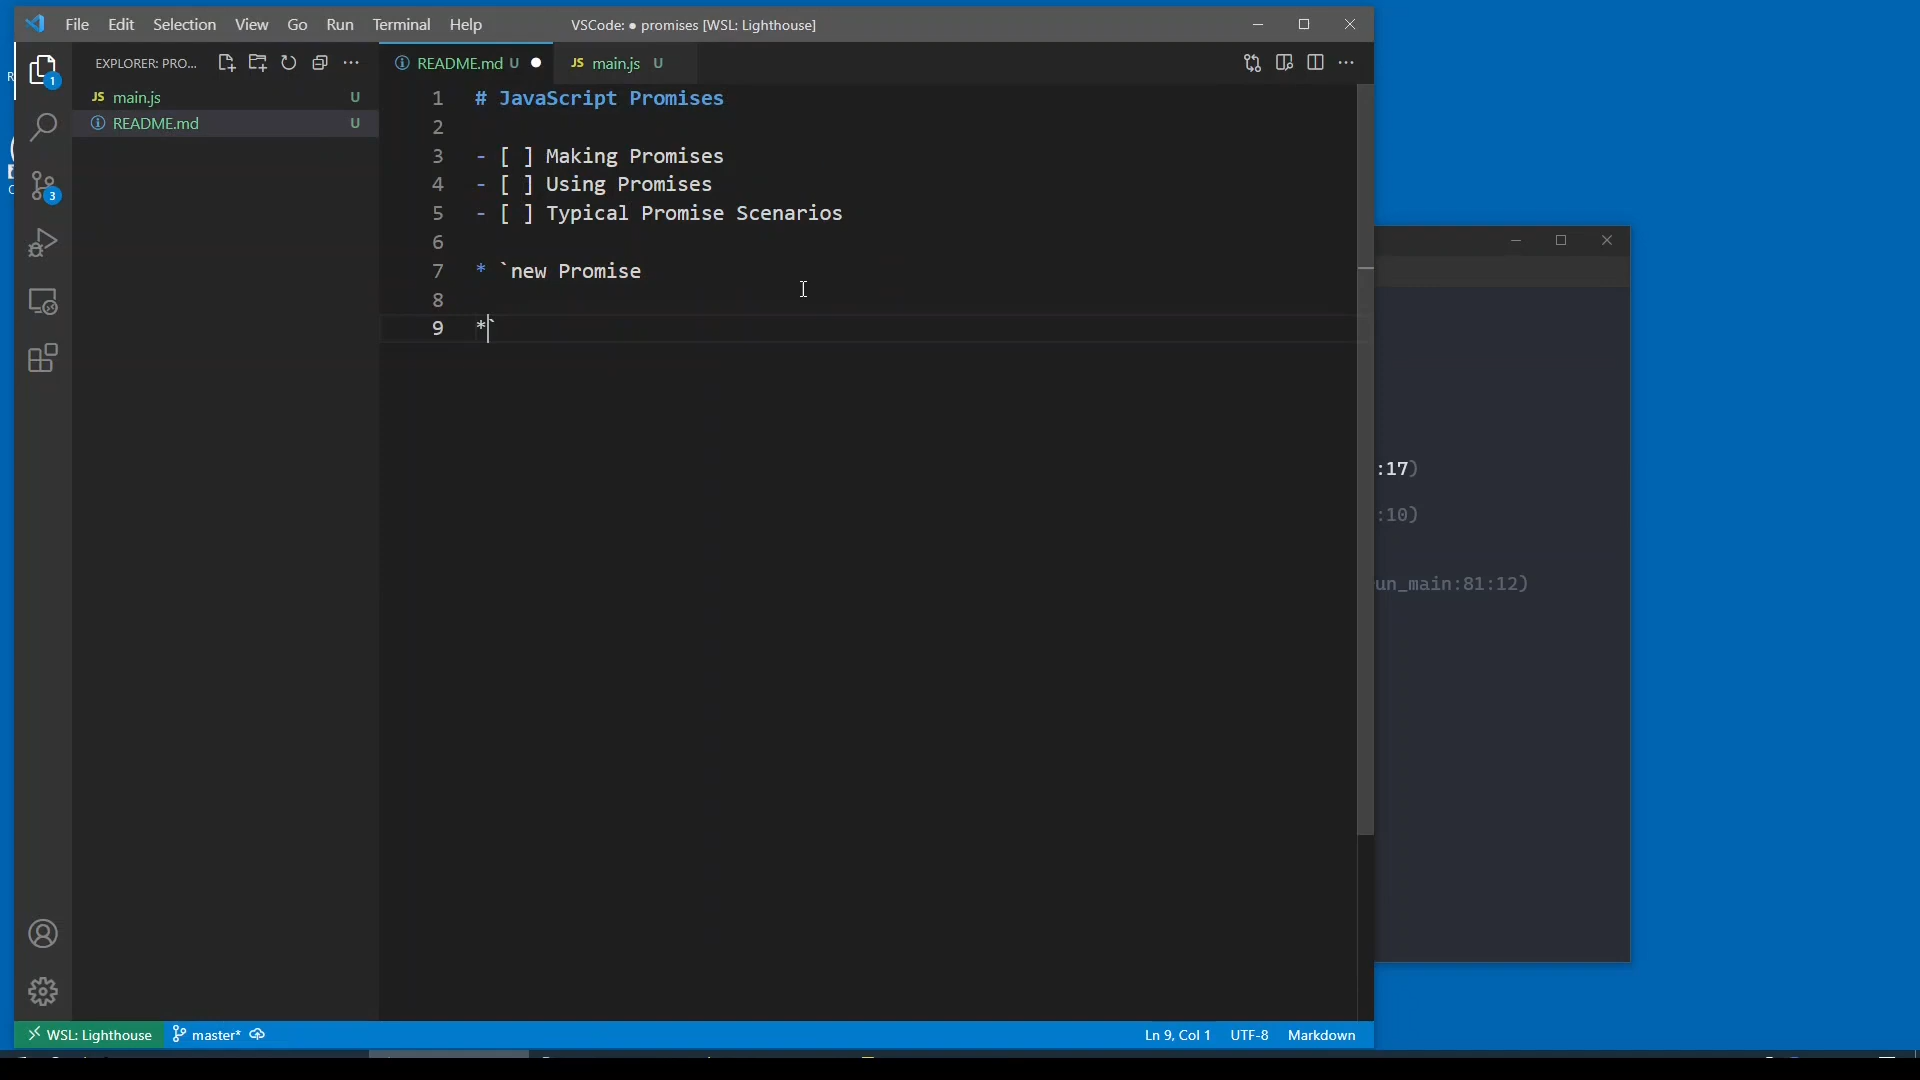 File Edit Selection View Go Run Terminal Help
VSCode: ● promises [WSL: Lighthouse]
EXPLORER: PRO...
JS main.js U
README.md U
1
3
README.md U ●
JS main.js U
1 # JavaScript Promises
2
3 - [ ] Making Promises
4 - [ ] Using Promises
5 - [ ] Typical Promise Scenarios
6
7 * `new Promise
8
9 *`
:17)
:10)
un_main:81:12)
WSL: Lighthouse
master*
Ln 9, Col 1
UTF-8
Markdown